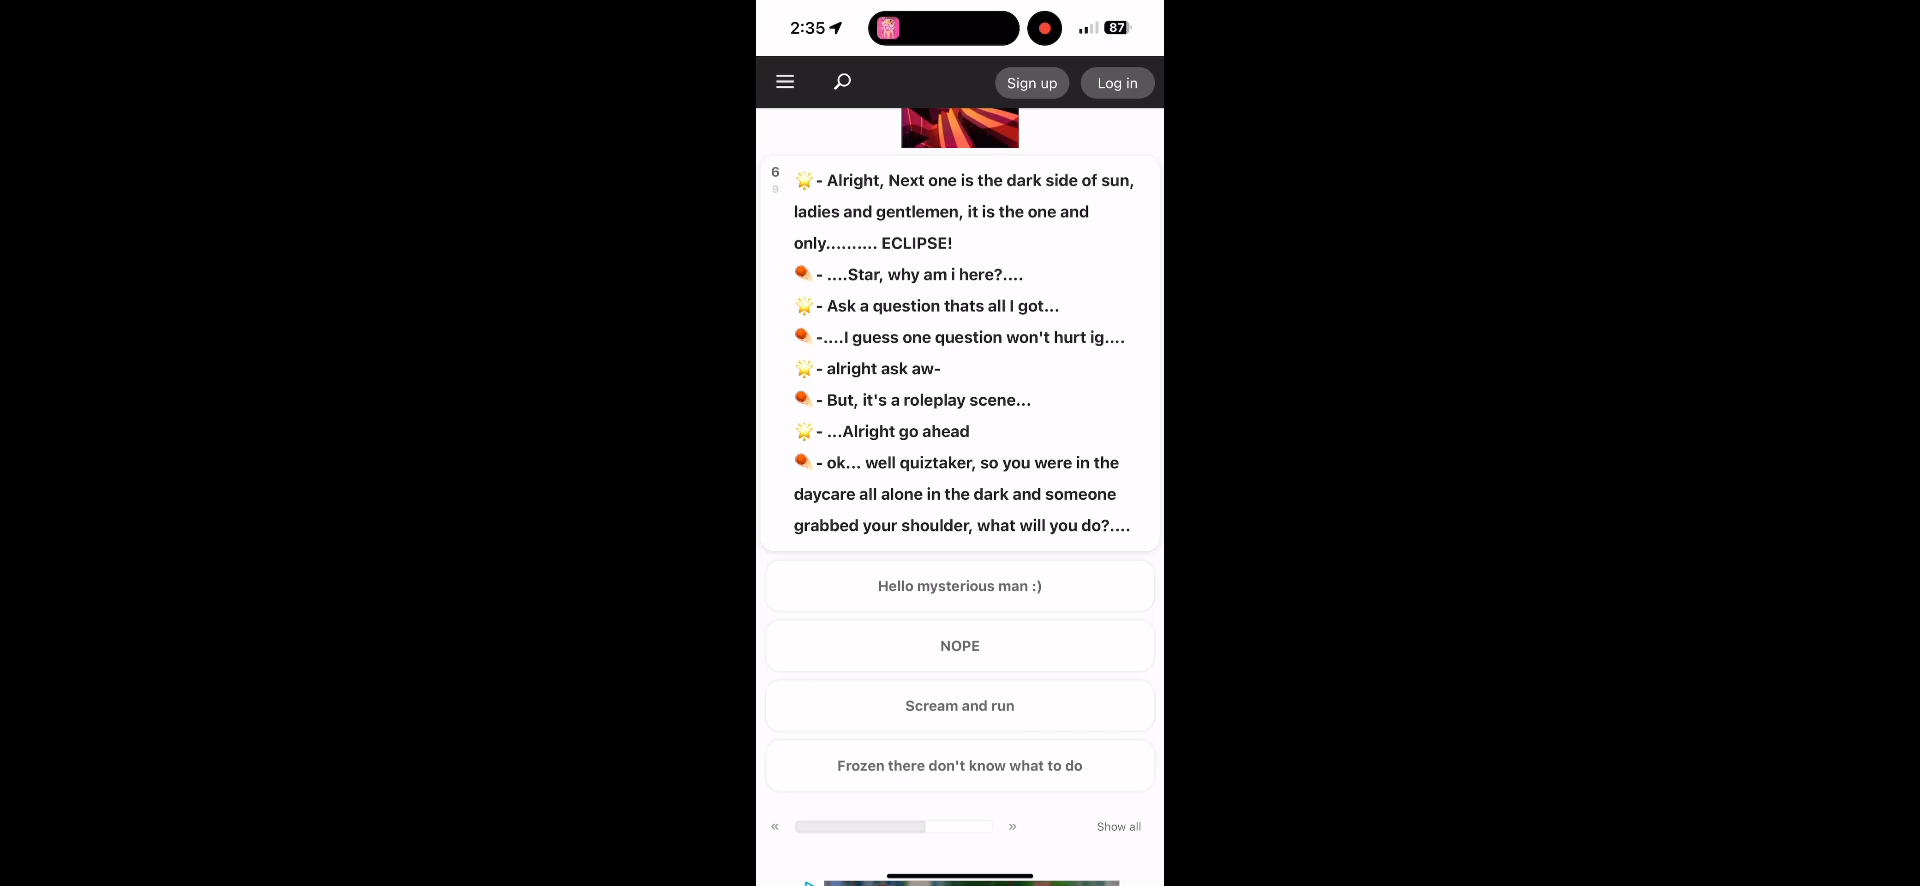 2:35
87
Sign up
Log in
6
9
🌟- Alright, Next one is the dark side of sun,
ladies and gentlemen, it is the one and
only.......... ECLIPSE!
☄️- ....Star, why am i here?....
🌟- Ask a question thats all I got...
☄️-....I guess one question won't hurt ig....
🌟- alright ask aw-
☄️- But, it's a roleplay scene...
🌟- ...Alright go ahead
☄️- ok... well quiztaker, so you were in the
daycare all alone in the dark and someone
grabbed your shoulder, what will you do?....
Hello mysterious man :)
NOPE
Scream and run
Frozen there don't know what to do
«
»
Show all